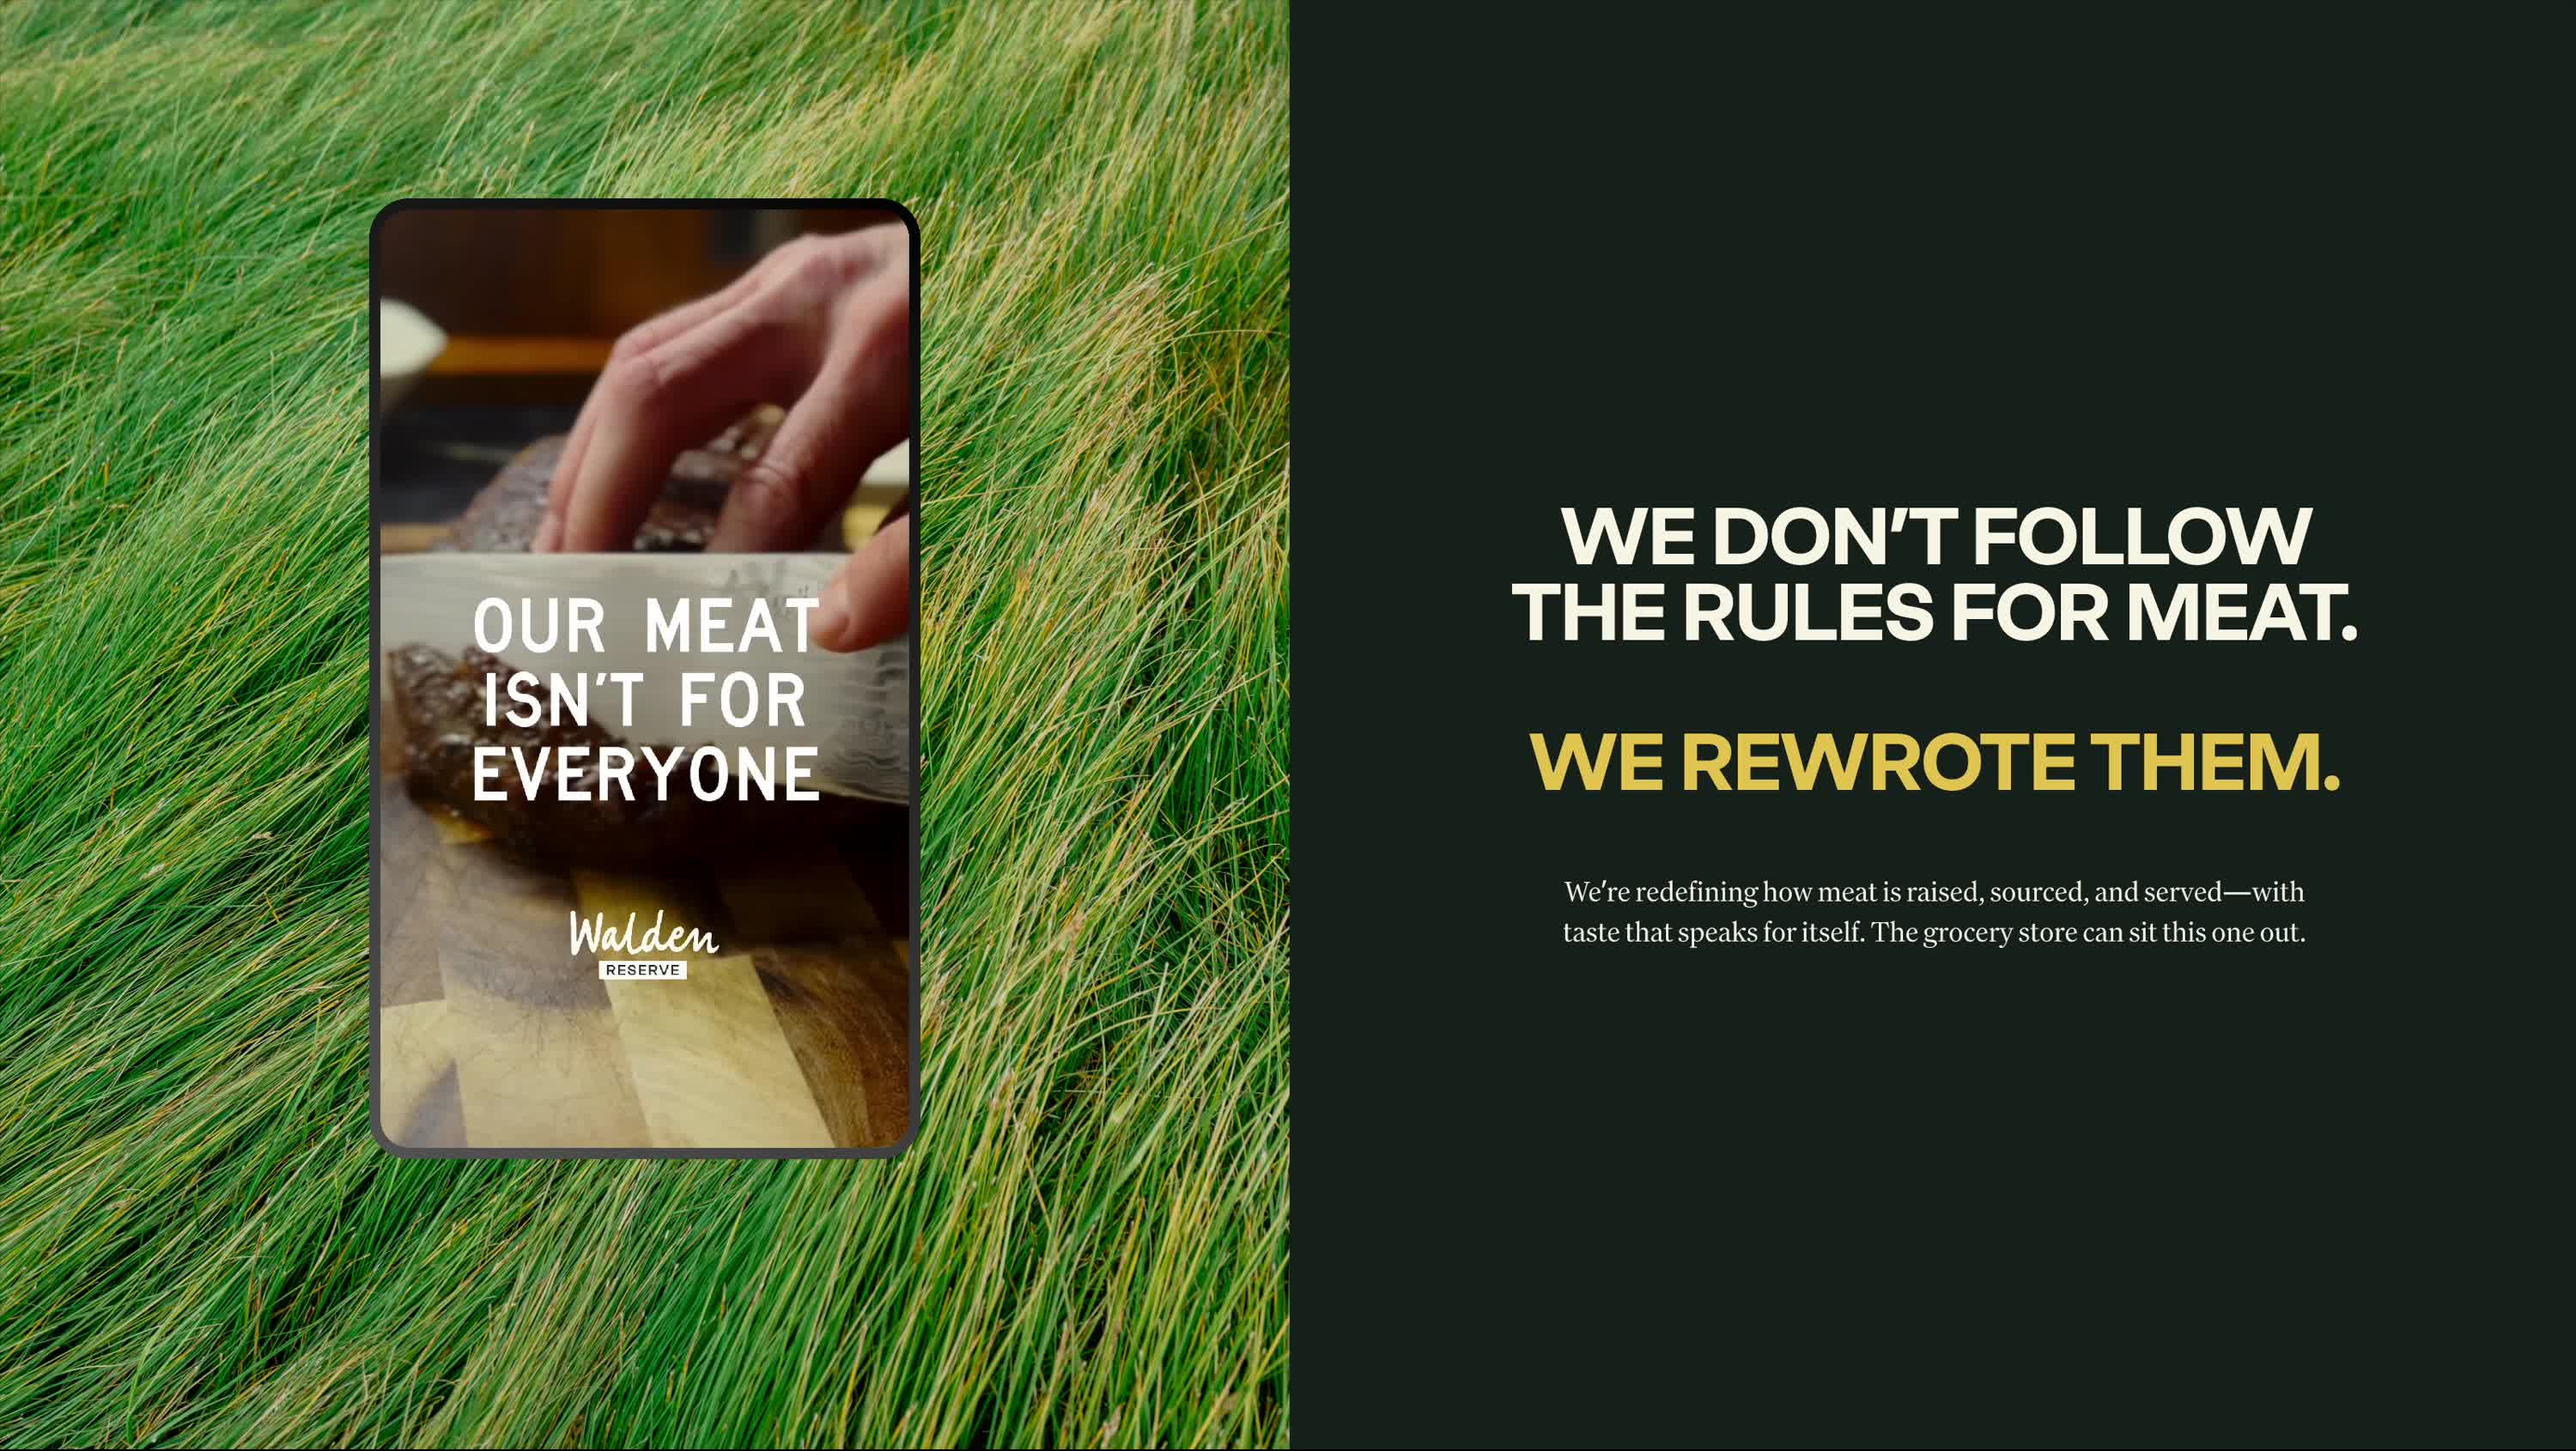 OUR MEAT
ISN'T FOR
EVERYONE
Walden
RESERVE
WE DON'T FOLLOW
THE RULES FOR MEAT.
WE REWROTE THEM.
We're redefining how meat is raised, sourced, and served—with
taste that speaks for itself. The grocery store can sit this one out.